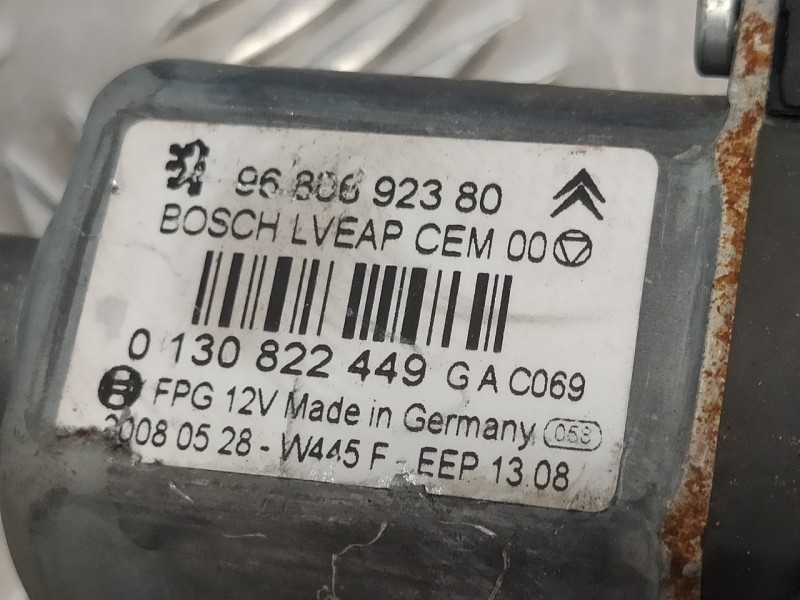 96 806 923 80
BOSCH LVEAP CEM 00
0 130 822 449 G A C069
FPG 12V Made in Germany 058
2008 05 28 - W445 F - EEP 13.08